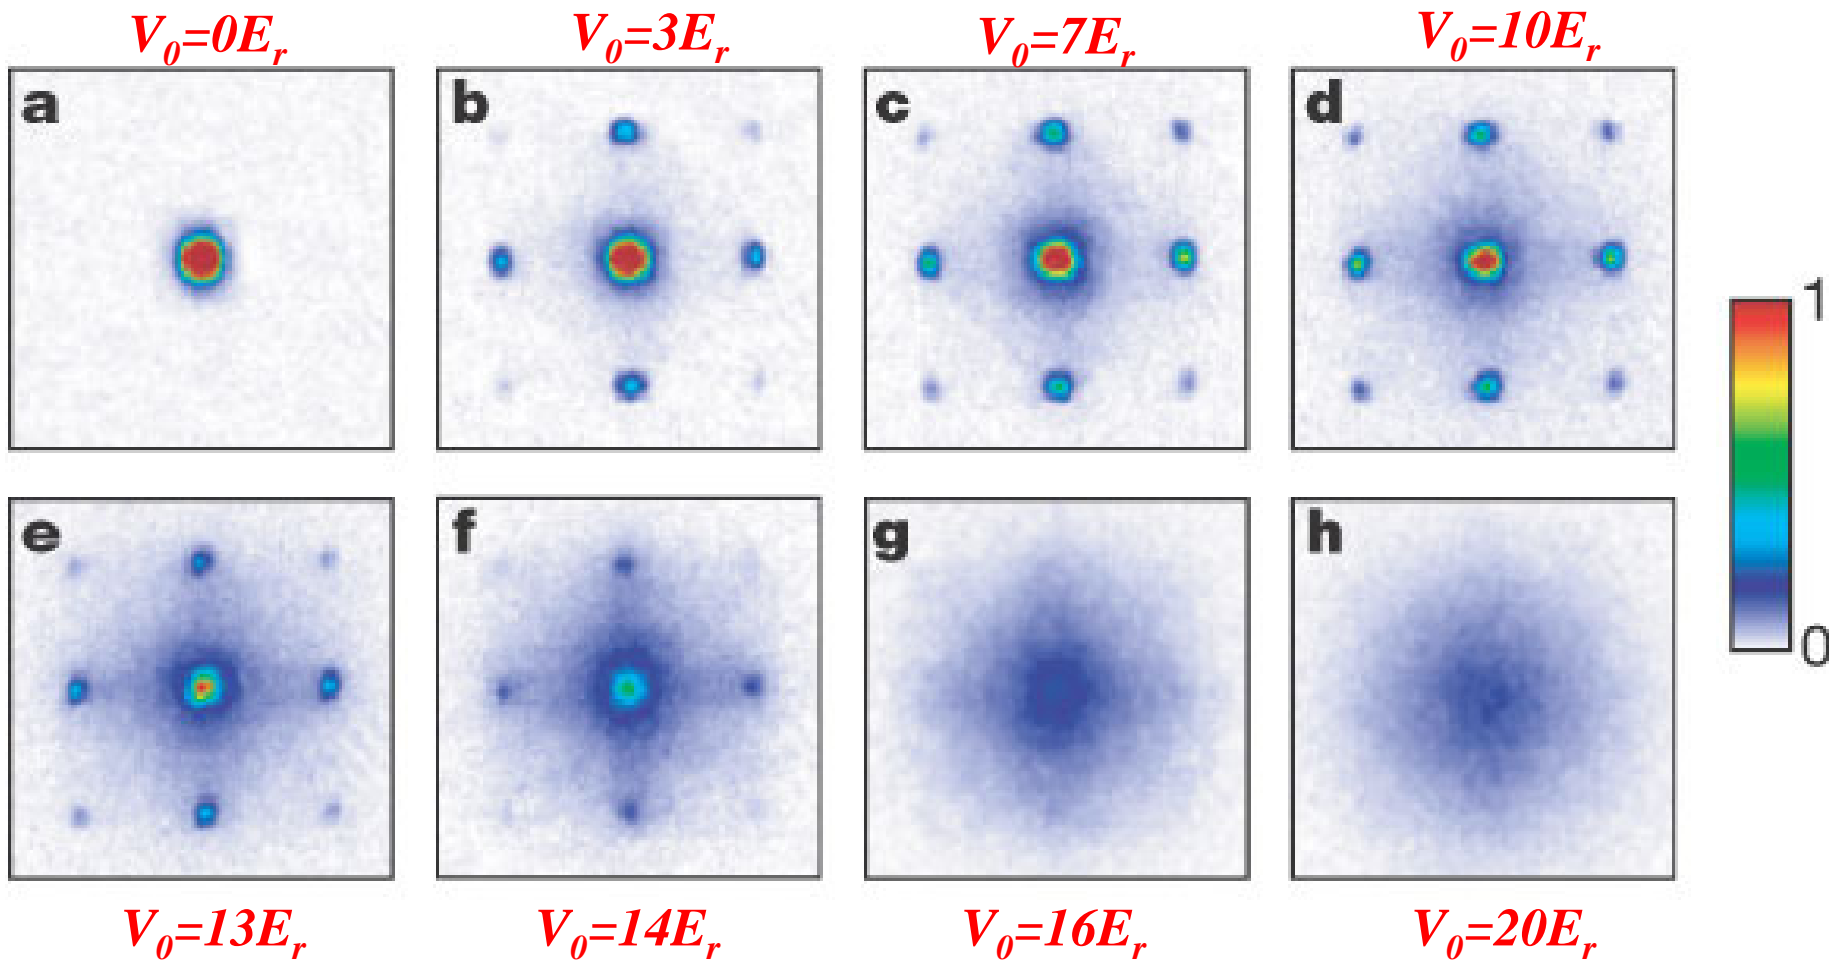 V₀=0Eᵣ V₀=3Eᵣ V₀=7Eᵣ V₀=10Eᵣ
a b c d
1
e f g h
0
V₀=13Eᵣ V₀=14Eᵣ V₀=16Eᵣ V₀=20Eᵣ